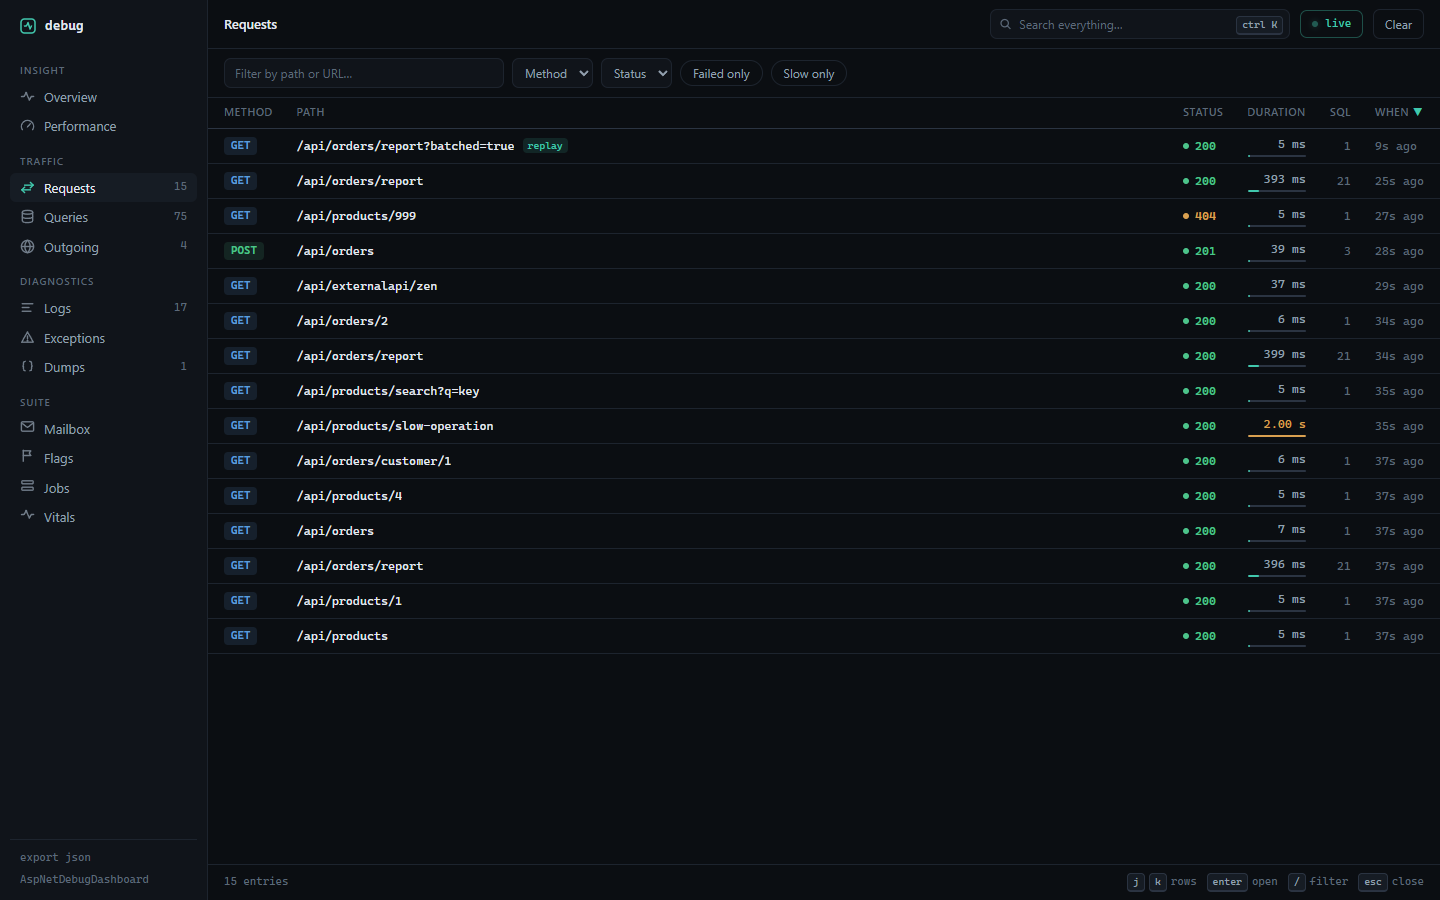 debug
INSIGHT
Overview
Performance
TRAFFIC
Requests 15
Queries 75
Outgoing 4
DIAGNOSTICS
Logs 17
Exceptions
Dumps 1
SUITE
Mailbox
Flags
Jobs
Vitals
export json
AspNetDebugDashboard
Requests
Search everything... ctrl K live Clear
Filter by path or URL... Method Status Failed only Slow only
METHOD PATH STATUS DURATION SQL WHEN ▼
GET /api/orders/report?batched=true replay 200 5 ms 1 9s ago
GET /api/orders/report 200 393 ms 21 25s ago
GET /api/products/999 404 5 ms 1 27s ago
POST /api/orders 201 39 ms 3 28s ago
GET /api/externalapi/zen 200 37 ms 29s ago
GET /api/orders/2 200 6 ms 1 34s ago
GET /api/orders/report 200 399 ms 21 34s ago
GET /api/products/search?q=key 200 5 ms 1 35s ago
GET /api/products/slow-operation 200 2.00 s 35s ago
GET /api/orders/customer/1 200 6 ms 1 37s ago
GET /api/products/4 200 5 ms 1 37s ago
GET /api/orders 200 7 ms 1 37s ago
GET /api/orders/report 200 396 ms 21 37s ago
GET /api/products/1 200 5 ms 1 37s ago
GET /api/products 200 5 ms 1 37s ago
15 entries j k rows enter open / filter esc close